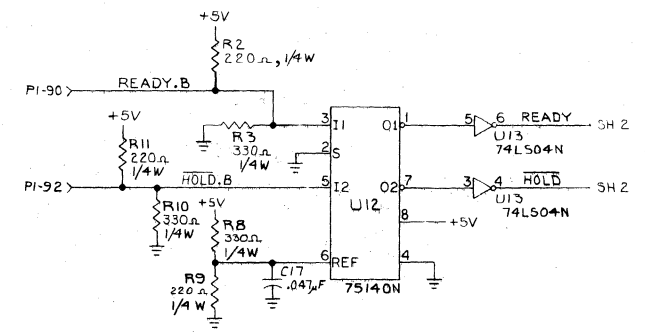 +5V
R2
220Ω, 1/4W
P1-90
READY.B
+5V
R11
220Ω
1/4W
R3
330Ω
1/4W
3 I1
2 S
O1 1
5 6 READY
SH 2
U13
74LS04N
P1-92
HOLD.B
5 I2
U12
O2 7
3 4 HOLD
SH 2
U13
74LS04N
R10
330Ω
1/4W
+5V
R8
330Ω
1/4W
8 +5V
6 REF
4
R9
220Ω
1/4W
C17
.047µF
75140N